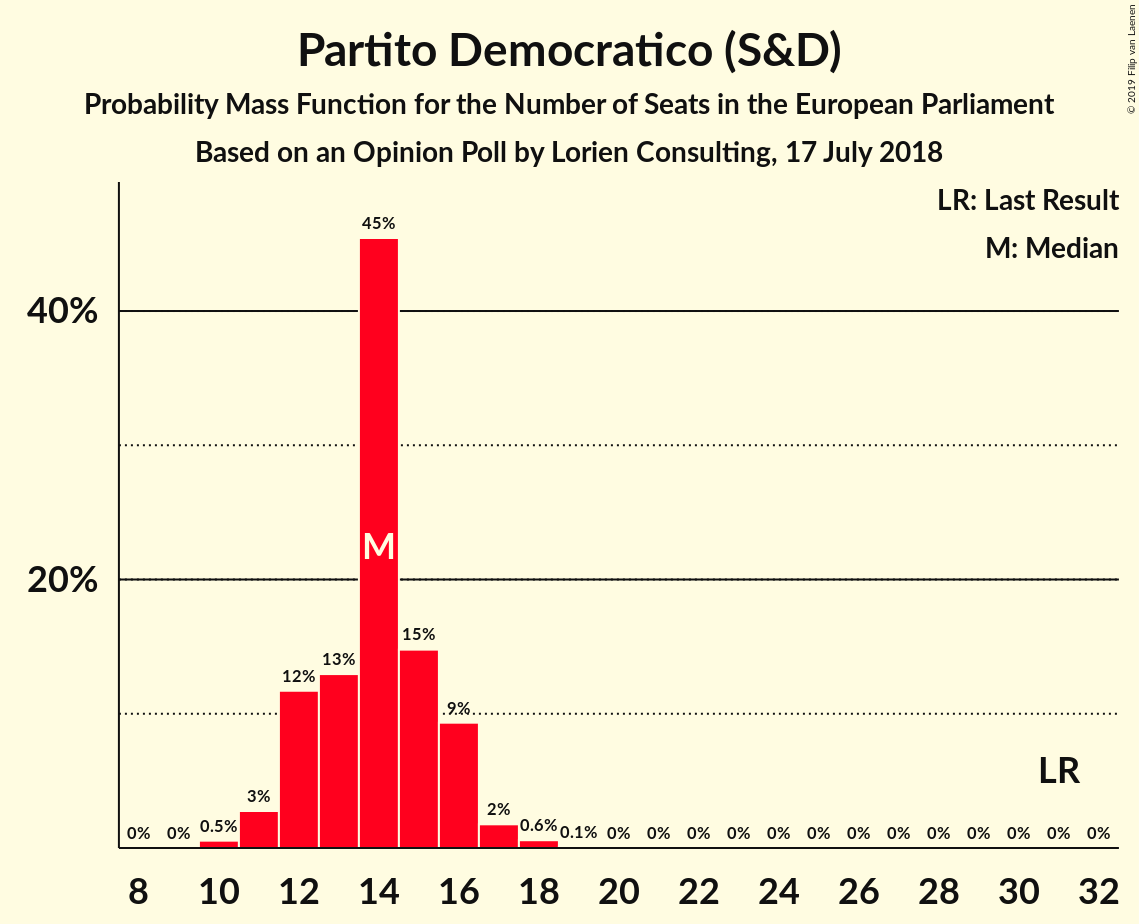 Partito Democratico (S&D)
Probability Mass Function for the Number of Seats in the European Parliament
Based on an Opinion Poll by Lorien Consulting, 17 July 2018
© 2019 Filip van Laenen
LR: Last Result
M: Median
45%
40%
M
20%
15%
13%
12%
9%
LR
3%
2%
0% 0% 0.5% 0.6% 0.1% 0% 0% 0% 0% 0% 0% 0% 0% 0% 0% 0% 0% 0%
8 10 12 14 16 18 20 22 24 26 28 30 32